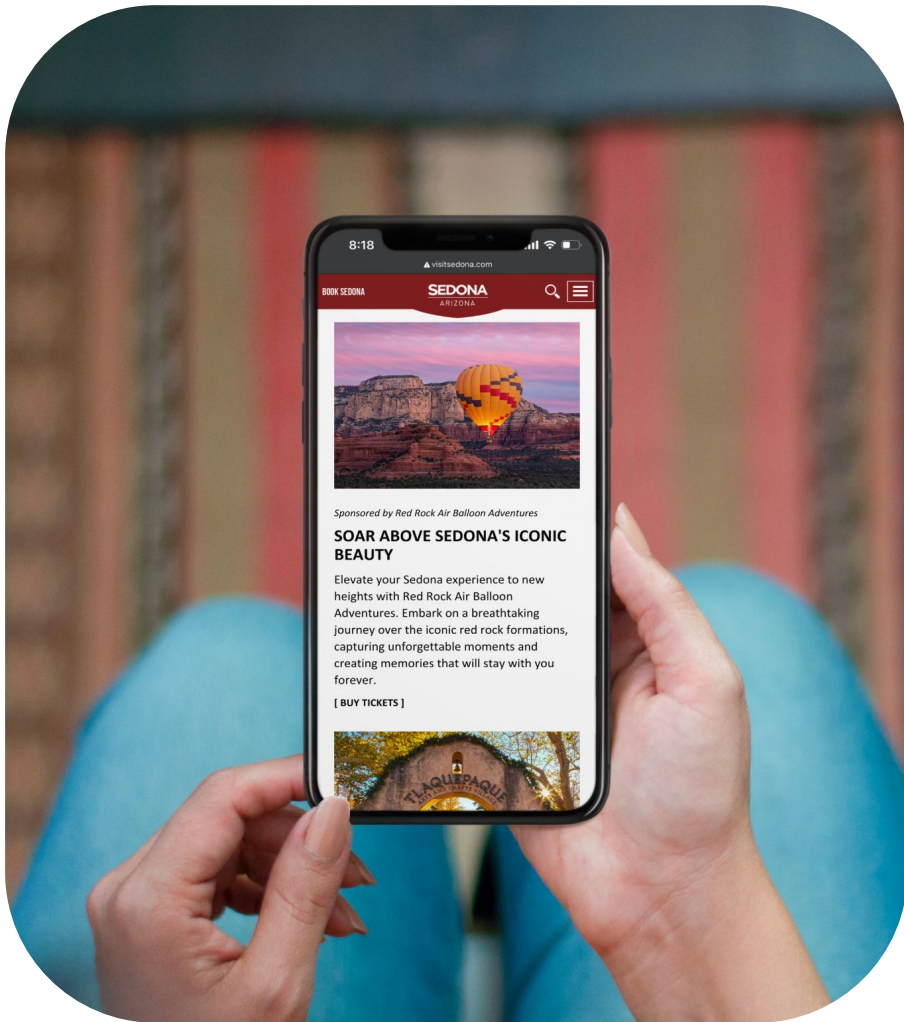 8:18
visitsedona.com
BOOK SEDONA
SEDONA
ARIZONA
Sponsored by Red Rock Air Balloon Adventures
SOAR ABOVE SEDONA'S ICONIC
BEAUTY
Elevate your Sedona experience to new
heights with Red Rock Air Balloon
Adventures. Embark on a breathtaking
journey over the iconic red rock formations,
capturing unforgettable moments and
creating memories that will stay with you
forever.
[ BUY TICKETS ]
TLAQUEPAQUE